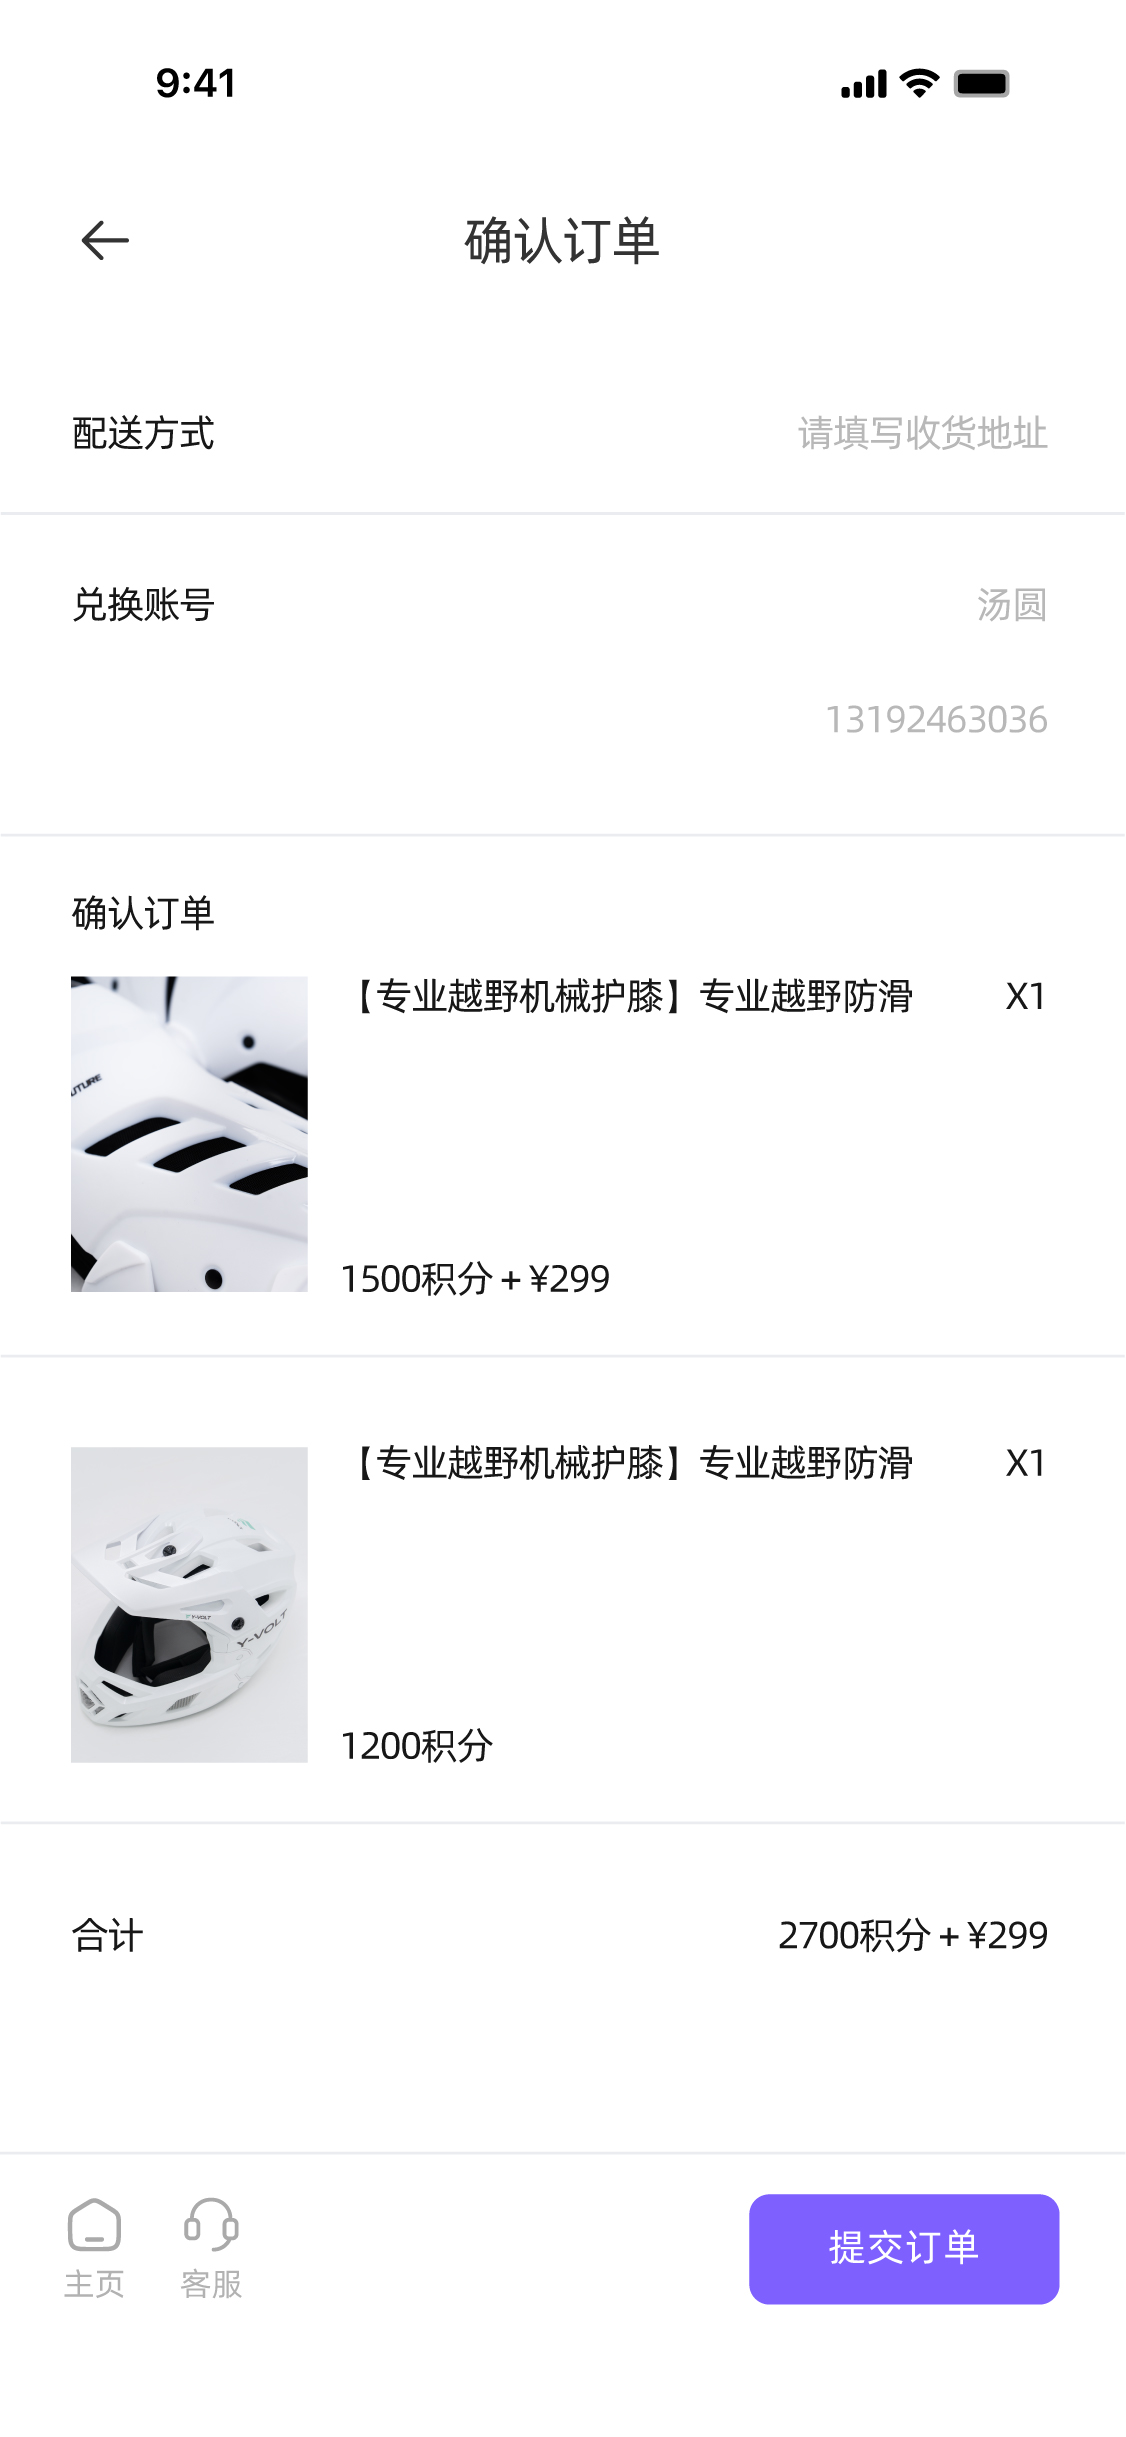 9:41
确认订单
配送方式
请填写收货地址
兑换账号
汤圆
13192463036
确认订单
【专业越野机械护膝】专业越野防滑
X1
UTURE
1500积分 + ¥299
【专业越野机械护膝】专业越野防滑
X1
Y-VOLT
Y-VOLT
1200积分
合计
2700积分 + ¥299
主页
客服
提交订单